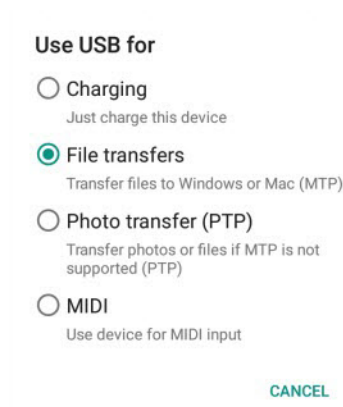 Use USB for
Charging
Just charge this device
File transfers
Transfer files to Windows or Mac (MTP)
Photo transfer (PTP)
Transfer photos or files if MTP is not
supported (PTP)
MIDI
Use device for MIDI input
CANCEL